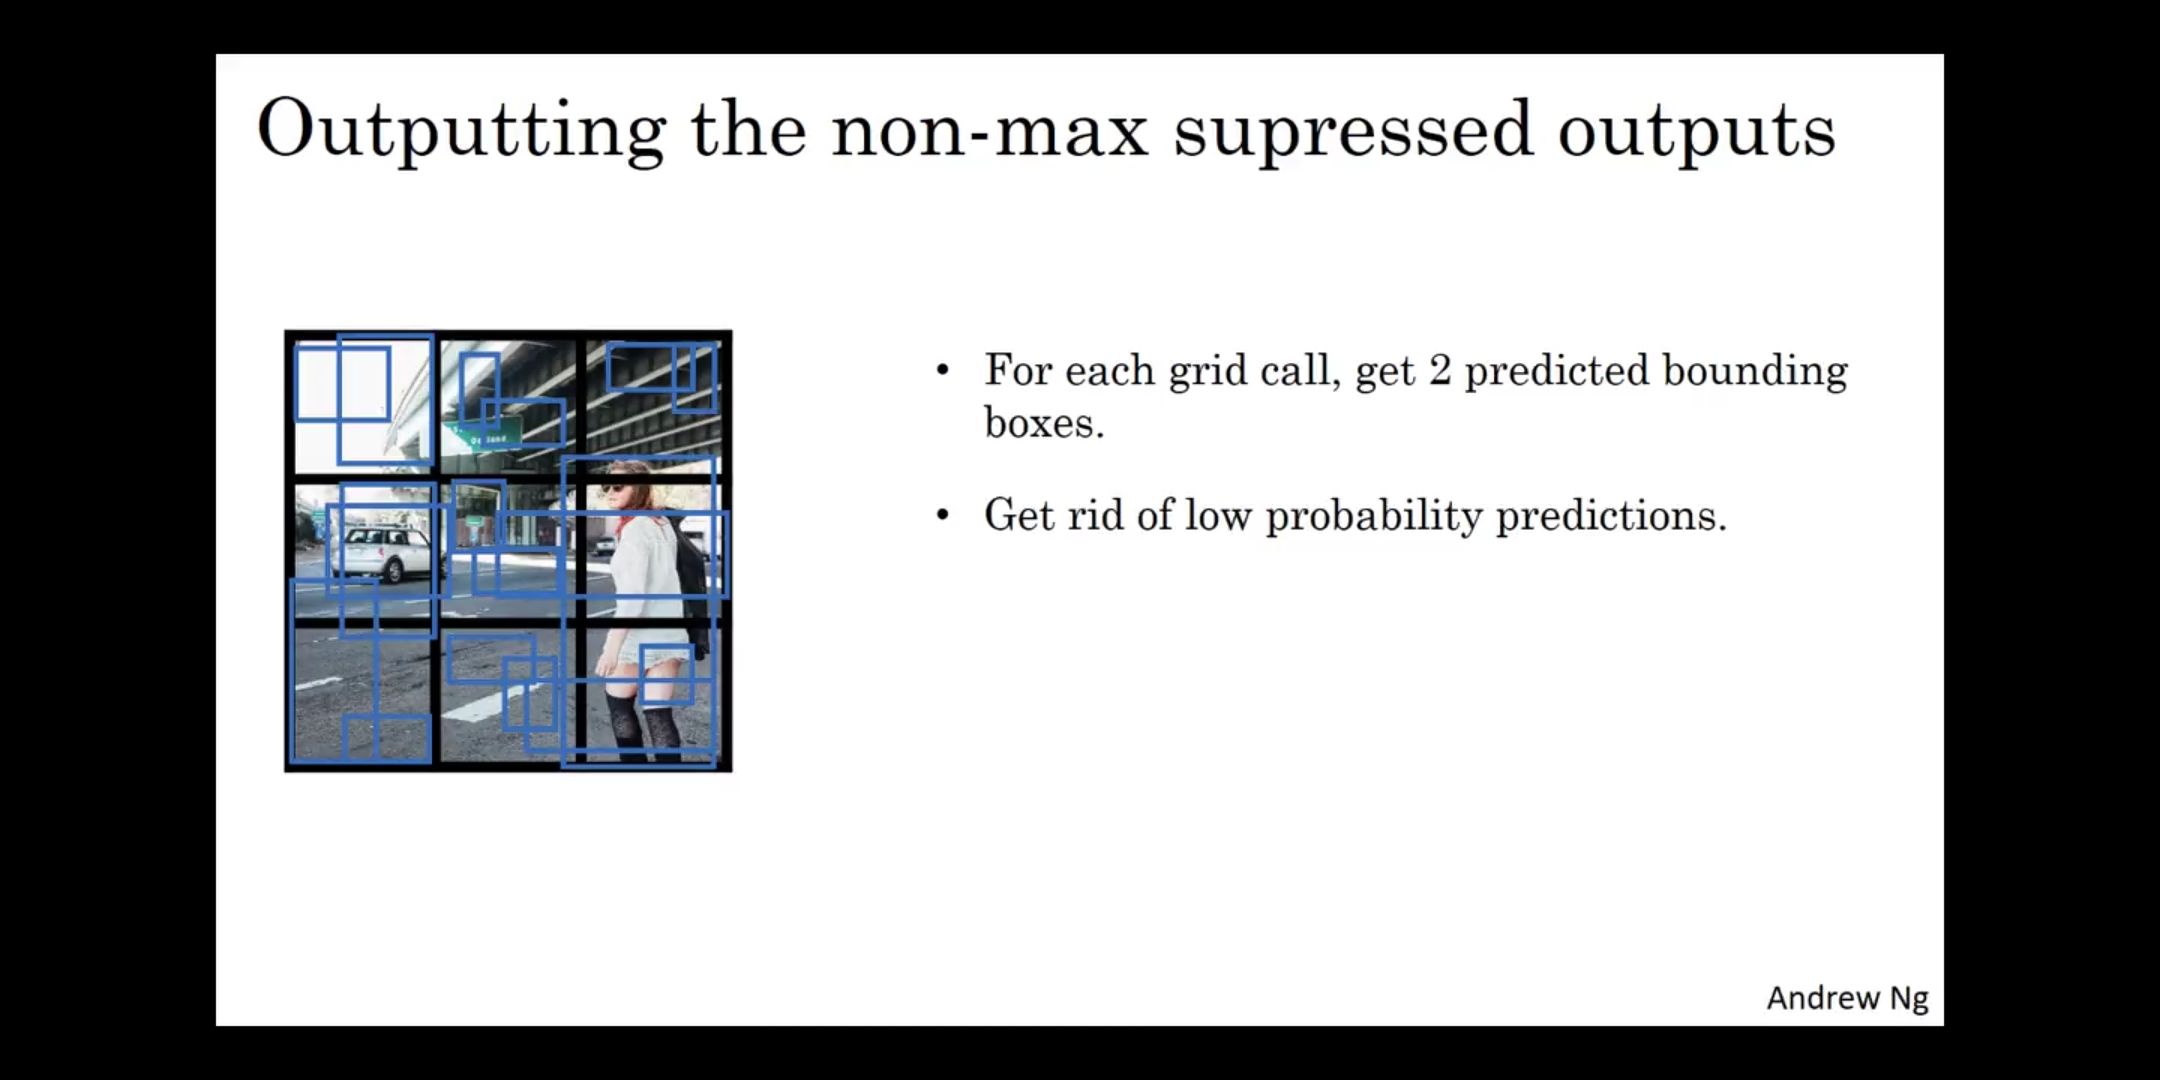 Outputting the non-max supressed outputs
• For each grid call, get 2 predicted bounding
boxes.
• Get rid of low probability predictions.
Andrew Ng